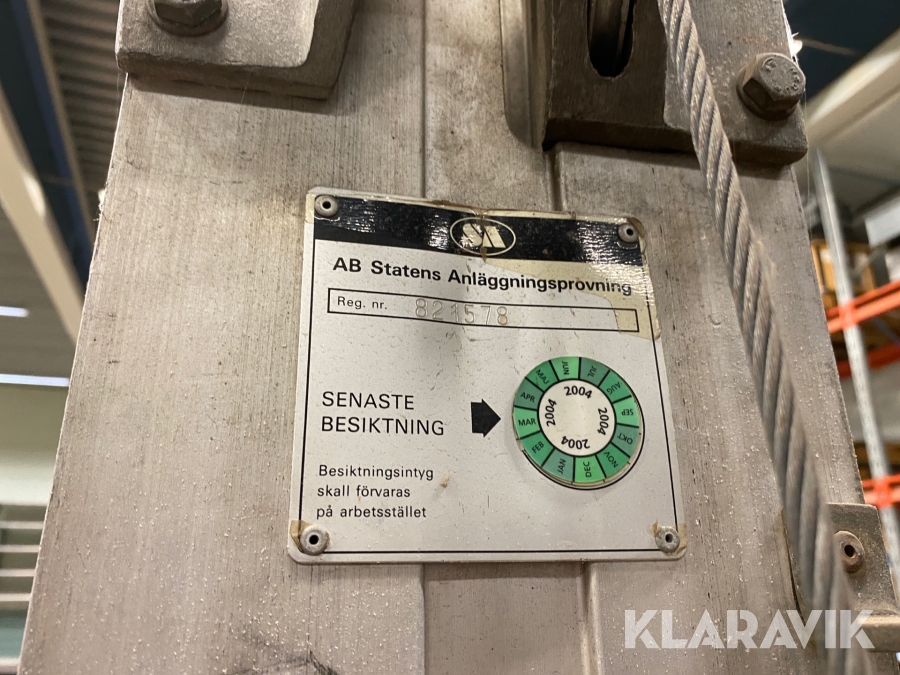 SA
AB Statens Anläggningsprovning
Reg. nr. 821578
SENASTE
BESIKTNING
JAN FEB MAR APR MAJ JUN JUL AUG SEP OKT NOV DEC
2004 2004 2004 2004
Besiktningsintyg
skall förvaras
på arbetsstället
KLARAVIK